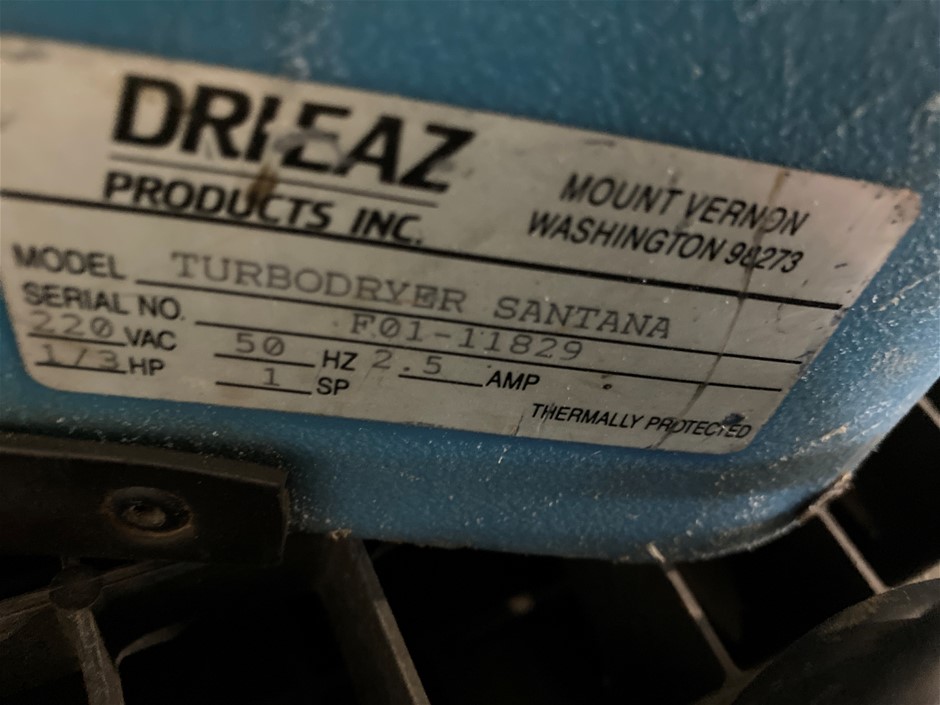 DRI-EAZ
PRODUCTS INC.
MOUNT VERNON
WASHINGTON 98273
MODEL TURBODRYER SANTANA
SERIAL NO. F01-11829
220 VAC 50 HZ 2.5 AMP
1/3 HP 1 SP
THERMALLY PROTECTED